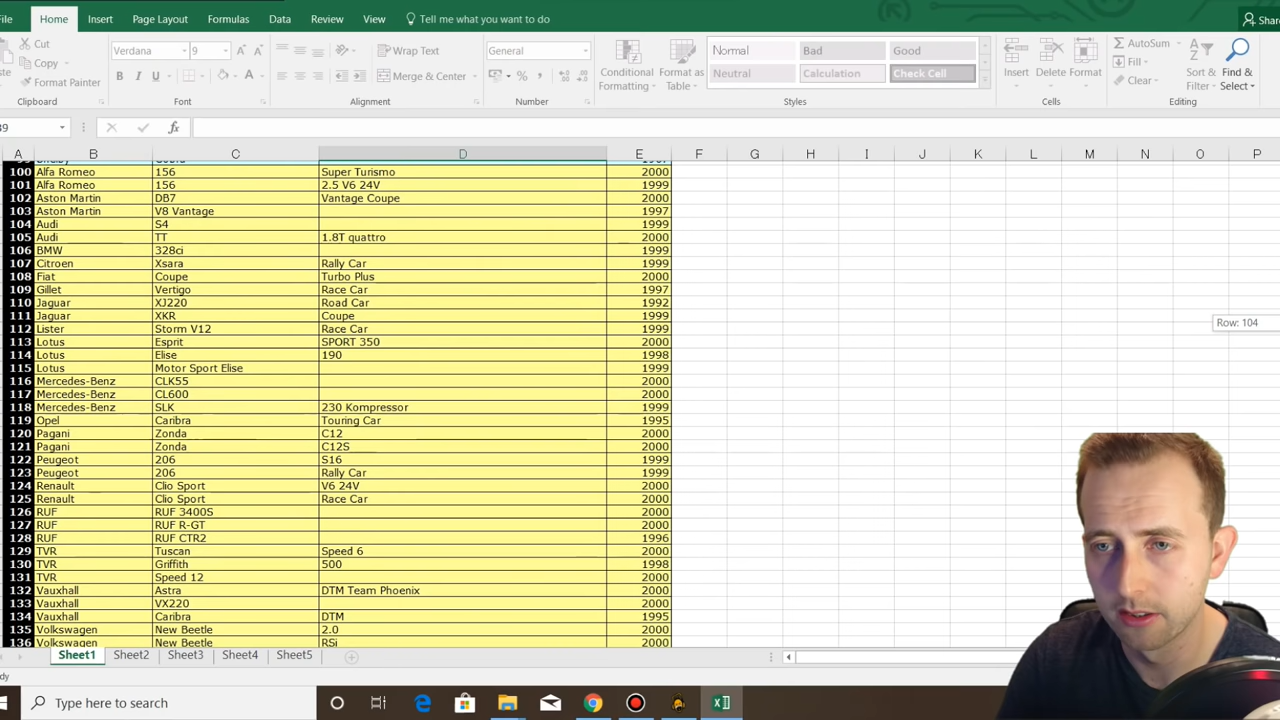 File Home Insert Page Layout Formulas Data Review View Tell me what you want to do Share
Cut Verdana 9 Wrap Text General Normal Bad Good AutoSum
Copy Conditional Format as Insert Delete Format Fill Sort & Find &
Format Painter B I U Merge & Center % Formatting Table Neutral Calculation Check Cell Clear Filter Select
Clipboard Font Alignment Number Styles Cells Editing
fx
A B C D E F G H I J K L M N O P
100 Alfa Romeo 156 Super Turismo 2000
101 Alfa Romeo 156 2.5 V6 24V 1999
102 Aston Martin DB7 Vantage Coupe 2000
103 Aston Martin V8 Vantage 1997
104 Audi S4 1999
105 Audi TT 1.8T quattro 2000
106 BMW 328ci 1999
107 Citroen Xsara Rally Car 1999
108 Fiat Coupe Turbo Plus 2000
109 Gillet Vertigo Race Car 1997
110 Jaguar XJ220 Road Car 1992
111 Jaguar XKR Coupe 1999
Row: 104
112 Lister Storm V12 Race Car 1999
113 Lotus Esprit SPORT 350 2000
114 Lotus Elise 190 1998
115 Lotus Motor Sport Elise 1999
116 Mercedes-Benz CLK55 2000
117 Mercedes-Benz CL600 2000
118 Mercedes-Benz SLK 230 Kompressor 1999
119 Opel Caribra Touring Car 1995
120 Pagani Zonda C12 2000
121 Pagani Zonda C12S 2000
122 Peugeot 206 S16 1999
123 Peugeot 206 Rally Car 1999
124 Renault Clio Sport V6 24V 2000
125 Renault Clio Sport Race Car 2000
126 RUF RUF 3400S 2000
127 RUF RUF R-GT 2000
128 RUF RUF CTR2 1996
129 TVR Tuscan Speed 6 2000
130 TVR Griffith 500 1998
131 TVR Speed 12 2000
132 Vauxhall Astra DTM Team Phoenix 2000
133 Vauxhall VX220 2000
134 Vauxhall Caribra DTM 1995
135 Volkswagen New Beetle 2.0 2000
136 Volkswagen New Beetle RSi 2000
Sheet1 Sheet2 Sheet3 Sheet4 Sheet5
Type here to search